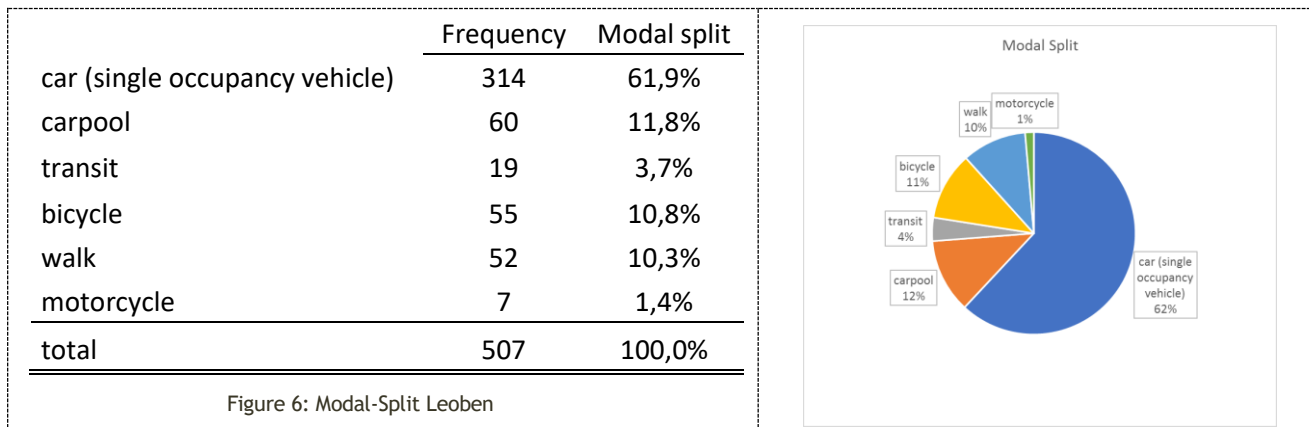 Frequency Modal split
car (single occupancy vehicle) 314 61,9%
carpool 60 11,8%
transit 19 3,7%
bicycle 55 10,8%
walk 52 10,3%
motorcycle 7 1,4%
total 507 100,0%
Figure 6: Modal-Split Leoben
Modal Split
motorcycle
1%
walk
10%
bicycle
11%
transit
4%
carpool
12%
car (single
occupancy
vehicle)
62%